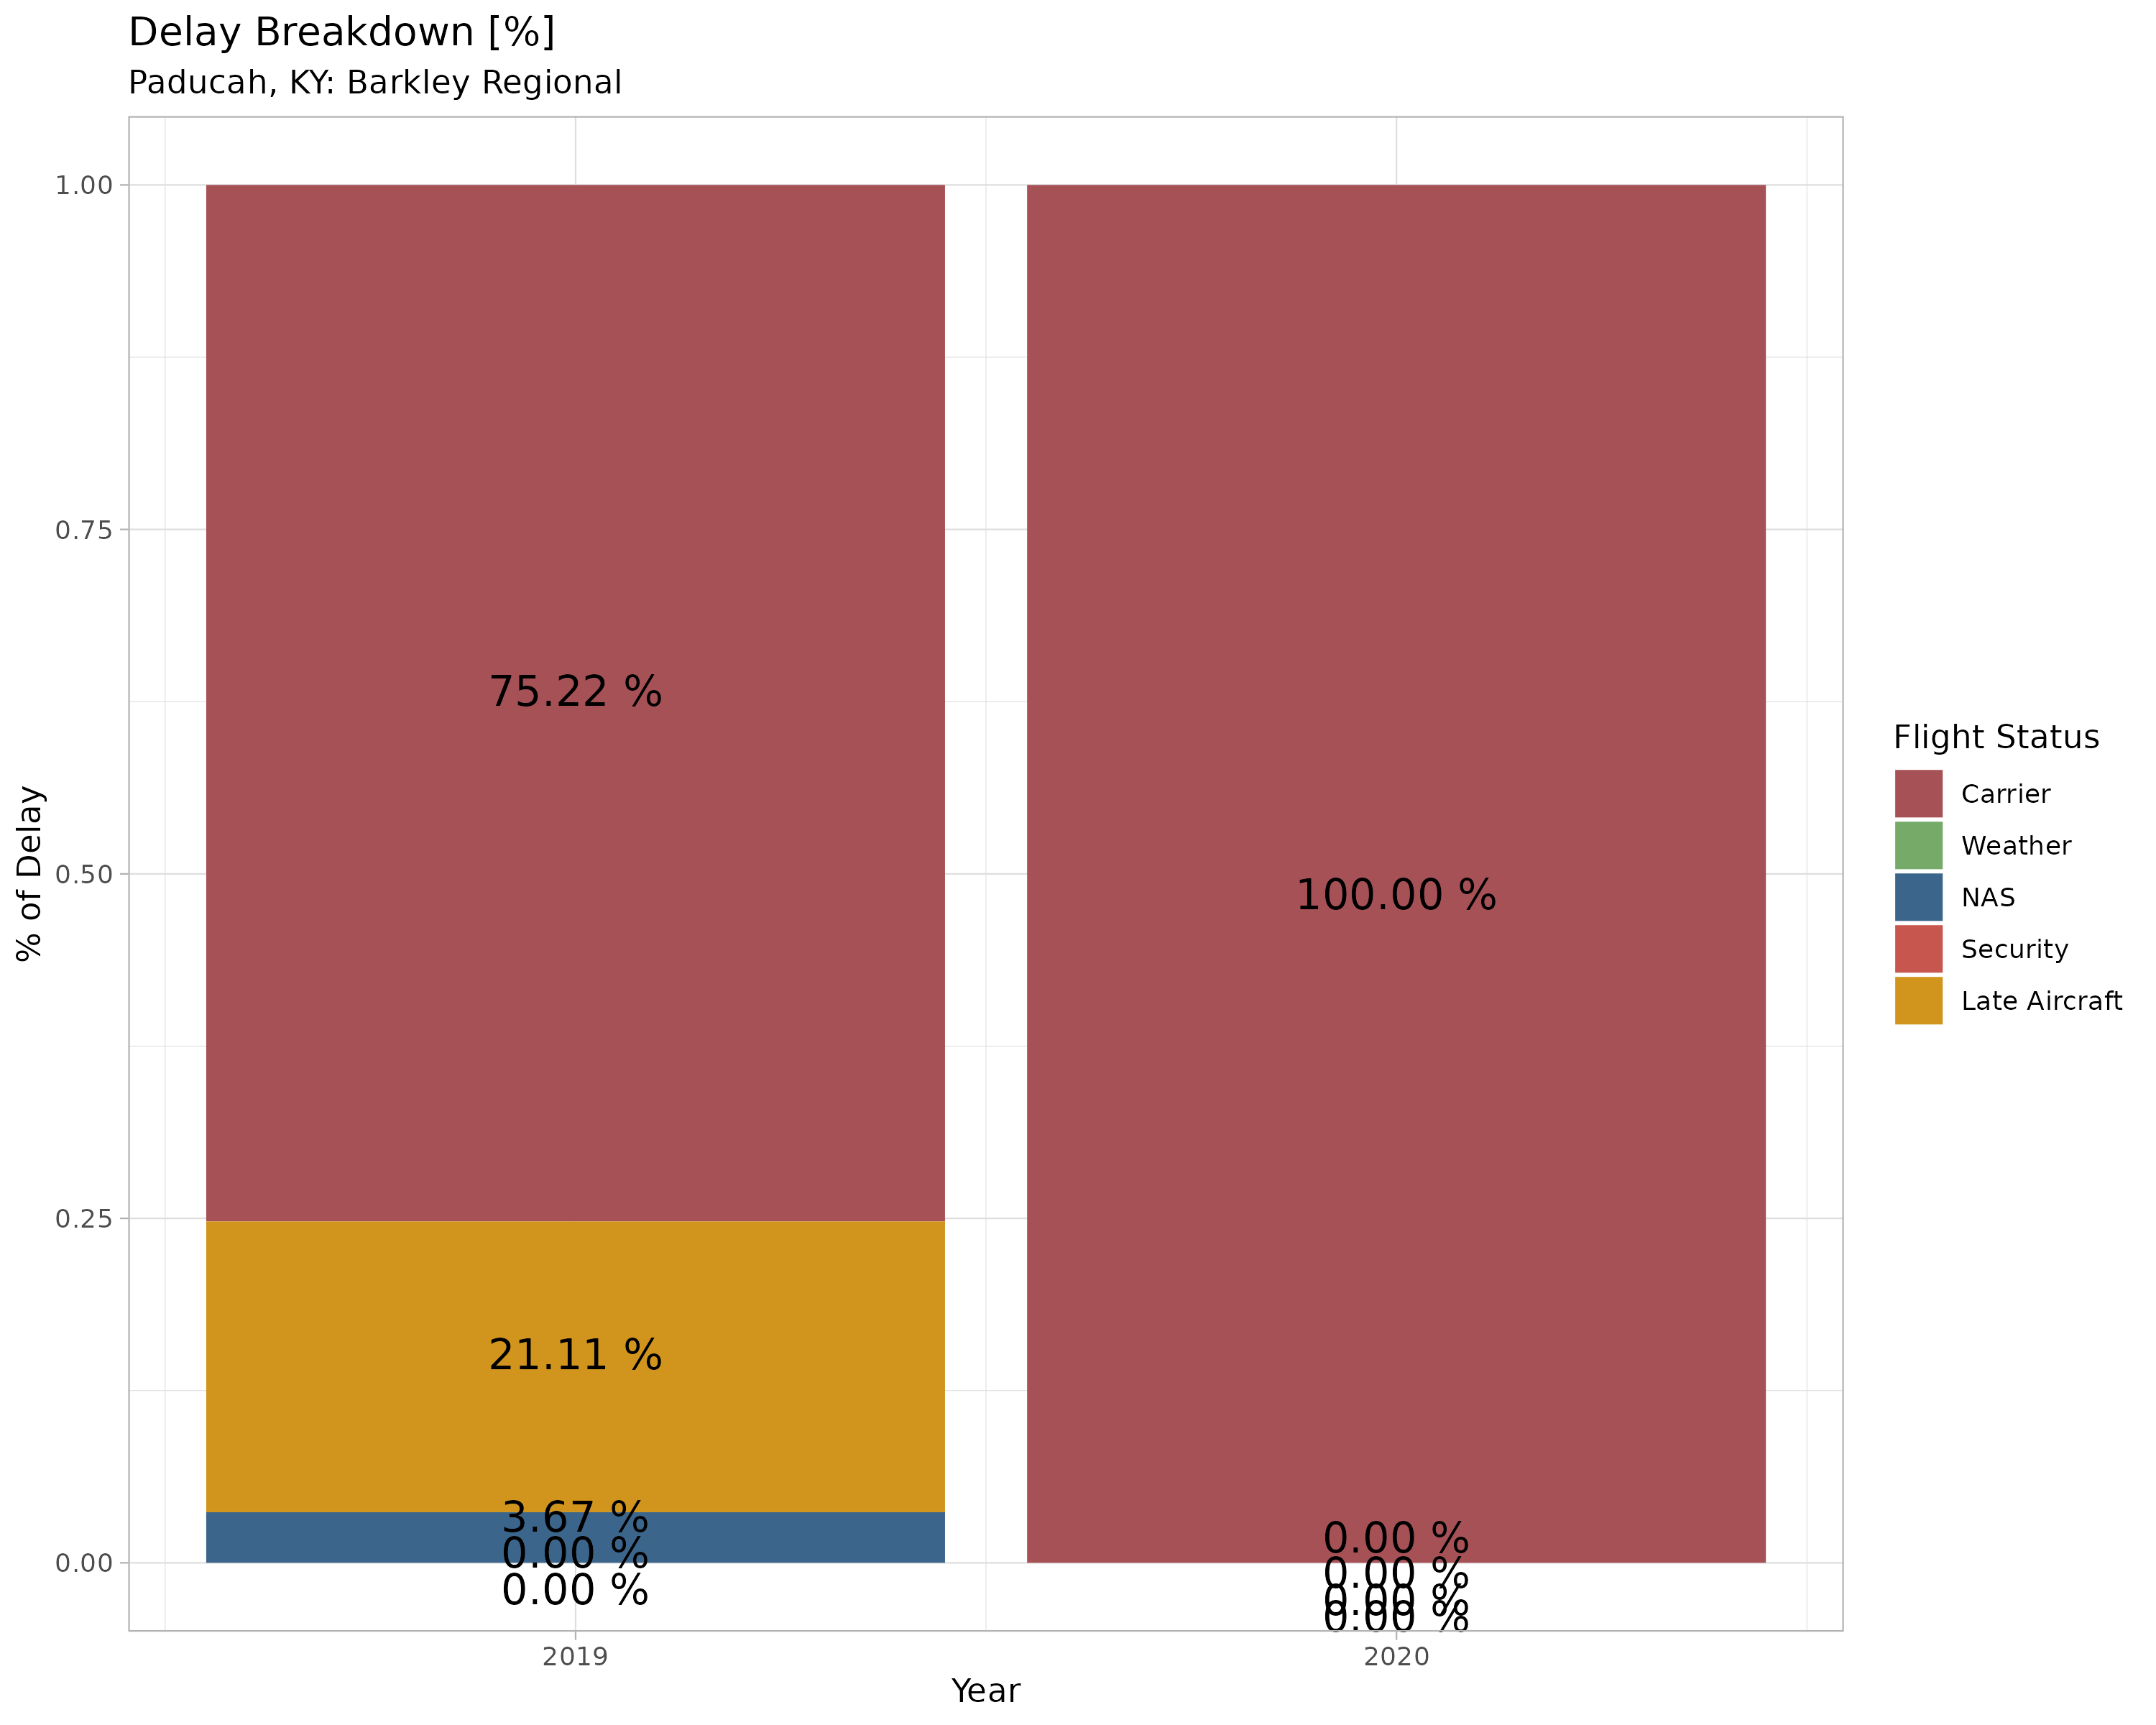 Delay Breakdown [%]
Paducah, KY: Barkley Regional
% of Delay
1.00
0.75
0.50
0.25
0.00
75.22 %
21.11 %
3.67 %
0.00 %
0.00 %
100.00 %
0.00 %
0.00 %
0.00 %
0.00 %
2019
2020
Year
Flight Status
Carrier
Weather
NAS
Security
Late Aircraft